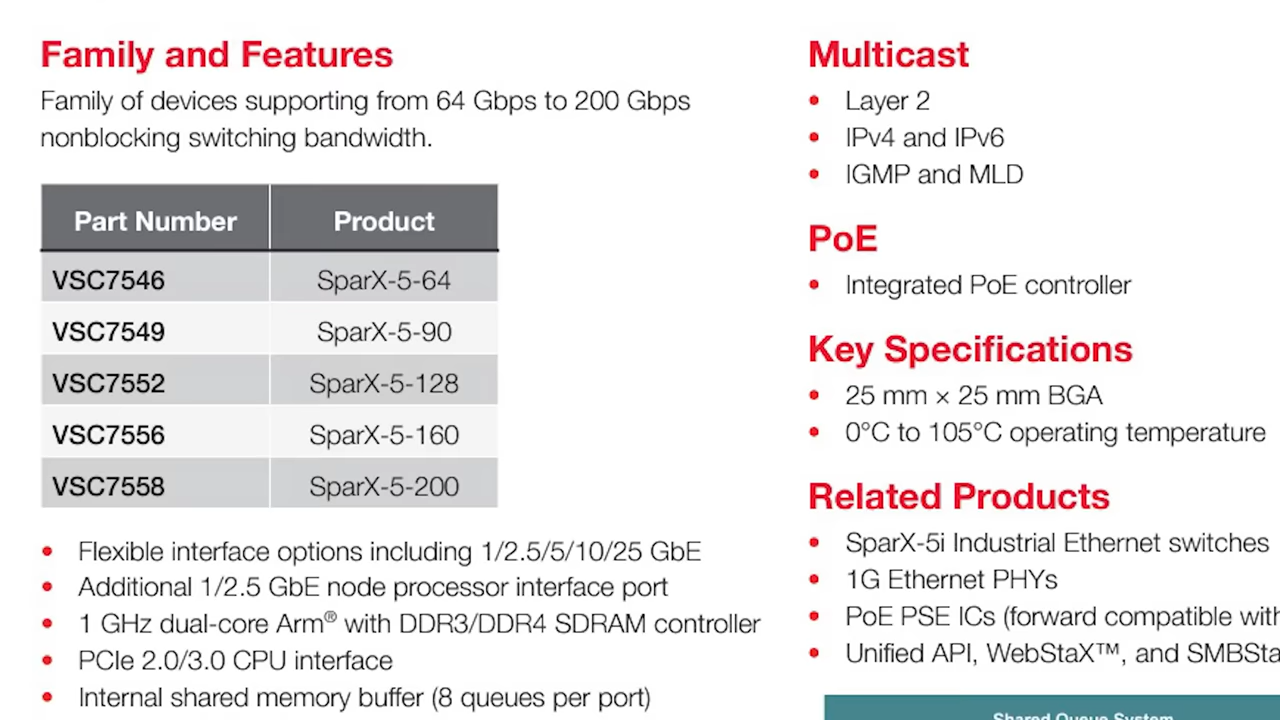 Family and Features
Family of devices supporting from 64 Gbps to 200 Gbps
nonblocking switching bandwidth.
Part Number Product
VSC7546 SparX-5-64
VSC7549 SparX-5-90
VSC7552 SparX-5-128
VSC7556 SparX-5-160
VSC7558 SparX-5-200
• Flexible interface options including 1/2.5/5/10/25 GbE
• Additional 1/2.5 GbE node processor interface port
• 1 GHz dual-core Arm® with DDR3/DDR4 SDRAM controller
• PCIe 2.0/3.0 CPU interface
• Internal shared memory buffer (8 queues per port)
Multicast
• Layer 2
• IPv4 and IPv6
• IGMP and MLD
PoE
• Integrated PoE controller
Key Specifications
• 25 mm × 25 mm BGA
• 0°C to 105°C operating temperature
Related Products
• SparX-5i Industrial Ethernet switches
• 1G Ethernet PHYs
• PoE PSE ICs (forward compatible with
• Unified API, WebStaX™, and SMBSta
Shared Queue System